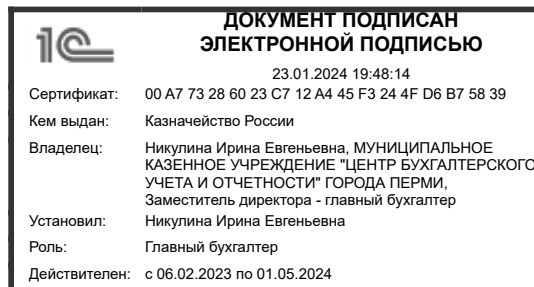 1С
ДОКУМЕНТ ПОДПИСАН
ЭЛЕКТРОННОЙ ПОДПИСЬЮ
23.01.2024 19:48:14
Сертификат: 00 A7 73 28 60 23 C7 12 A4 45 F3 24 4F D6 B7 58 39
Кем выдан: Казначейство России
Владелец: Никулина Ирина Евгеньевна, МУНИЦИПАЛЬНОЕ
КАЗЕННОЕ УЧРЕЖДЕНИЕ "ЦЕНТР БУХГАЛТЕРСКОГО
УЧЕТА И ОТЧЕТНОСТИ" ГОРОДА ПЕРМИ,
Заместитель директора - главный бухгалтер
Установил: Никулина Ирина Евгеньевна
Роль: Главный бухгалтер
Действителен: с 06.02.2023 по 01.05.2024